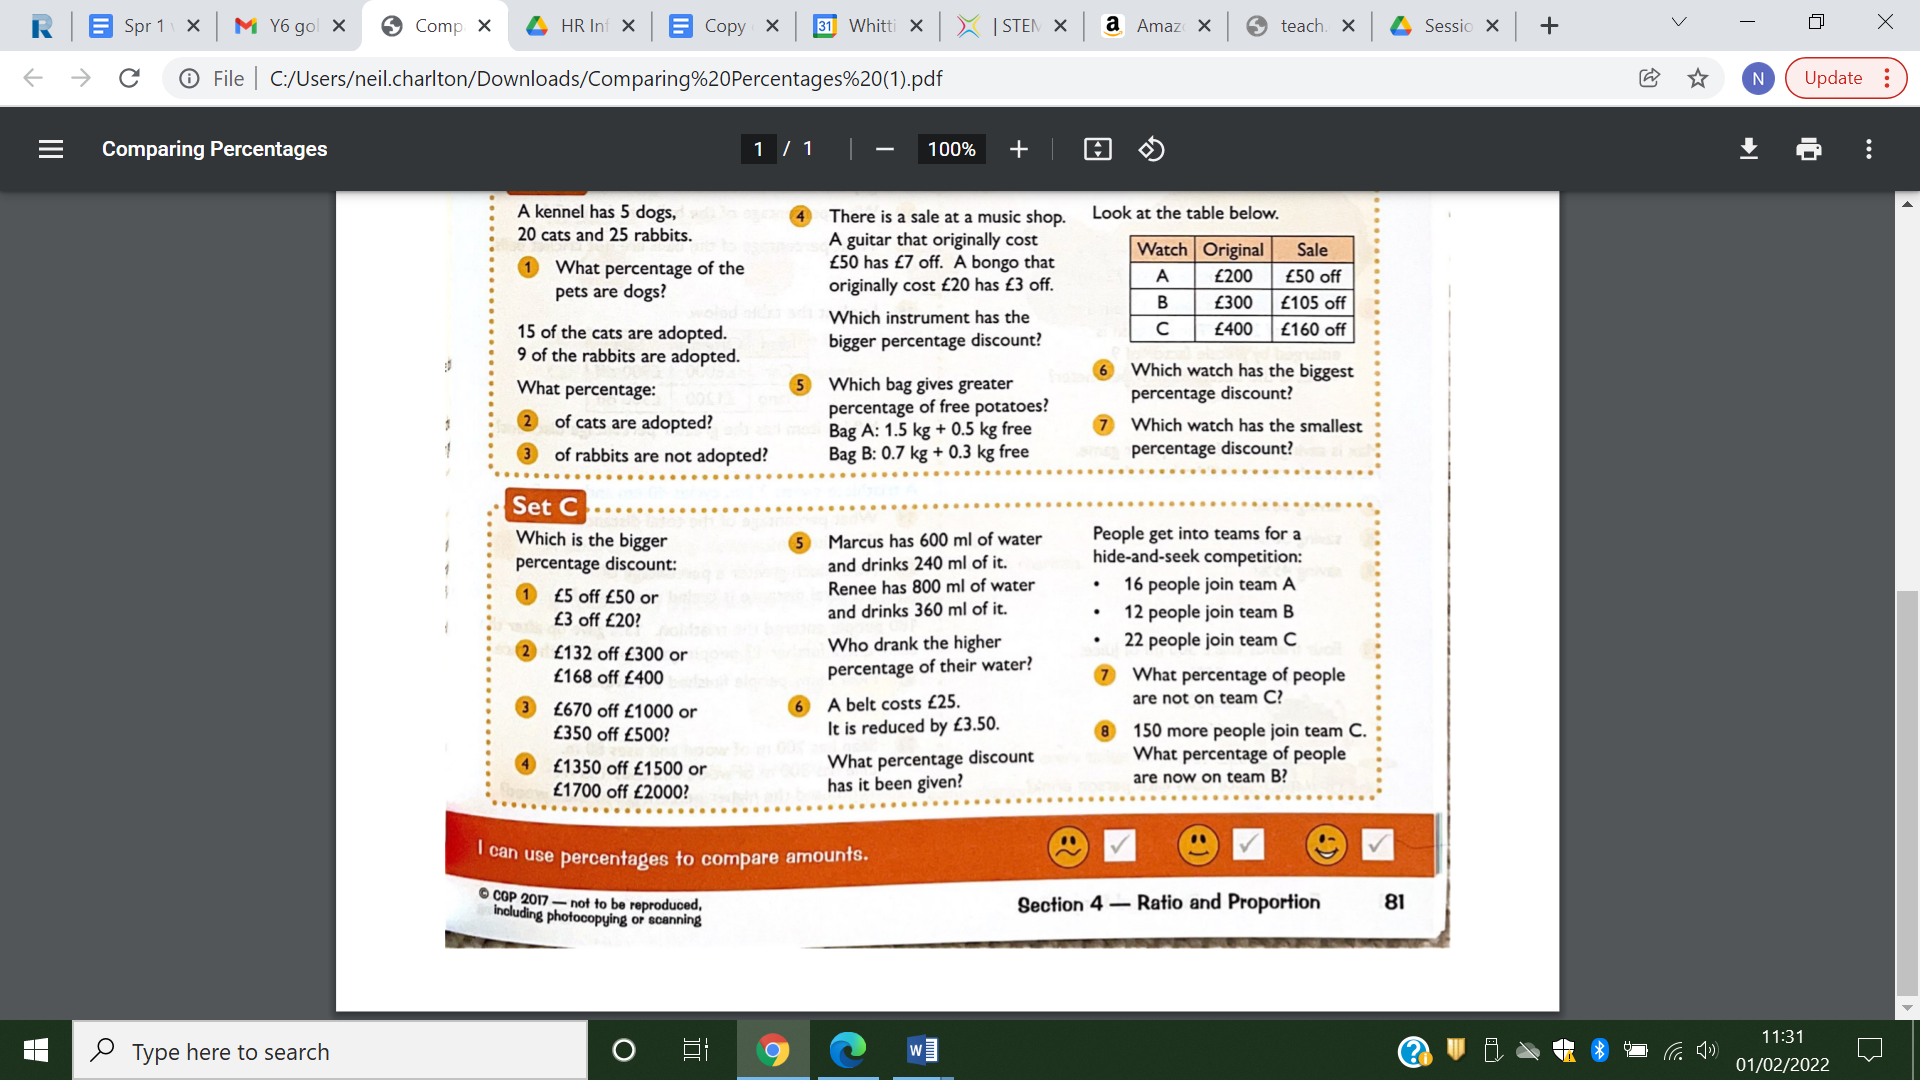 Spr 1
Y6 gol
Comp
HR Inf
Copy
31
Whitti
| STEM
a
Amaz
teach.
Sessio
File
C:/Users/neil.charlton/Downloads/Comparing%20Percentages%20(1).pdf
N
Update
Comparing Percentages
1 / 1
100%
A kennel has 5 dogs,
20 cats and 25 rabbits.
1 What percentage of the
pets are dogs?
15 of the cats are adopted.
9 of the rabbits are adopted.
What percentage:
2 of cats are adopted?
3 of rabbits are not adopted?
4 There is a sale at a music shop.
A guitar that originally cost
£50 has £7 off. A bongo that
originally cost £20 has £3 off.
Which instrument has the
bigger percentage discount?
5 Which bag gives greater
percentage of free potatoes?
Bag A: 1.5 kg + 0.5 kg free
Bag B: 0.7 kg + 0.3 kg free
Look at the table below.
Watch Original Sale
A £200 £50 off
B £300 £105 off
C £400 £160 off
6 Which watch has the biggest
percentage discount?
7 Which watch has the smallest
percentage discount?
Set C
Which is the bigger
percentage discount:
1 £5 off £50 or
£3 off £20?
2 £132 off £300 or
£168 off £400
3 £670 off £1000 or
£350 off £500?
4 £1350 off £1500 or
£1700 off £2000?
5 Marcus has 600 ml of water
and drinks 240 ml of it.
Renee has 800 ml of water
and drinks 360 ml of it.
Who drank the higher
percentage of their water?
6 A belt costs £25.
It is reduced by £3.50.
What percentage discount
has it been given?
People get into teams for a
hide-and-seek competition:
• 16 people join team A
• 12 people join team B
• 22 people join team C
7 What percentage of people
are not on team C?
8 150 more people join team C.
What percentage of people
are now on team B?
I can use percentages to compare amounts.
© CGP 2017 — not to be reproduced,
including photocopying or scanning
Section 4 — Ratio and Proportion
81
Type here to search
11:31
01/02/2022